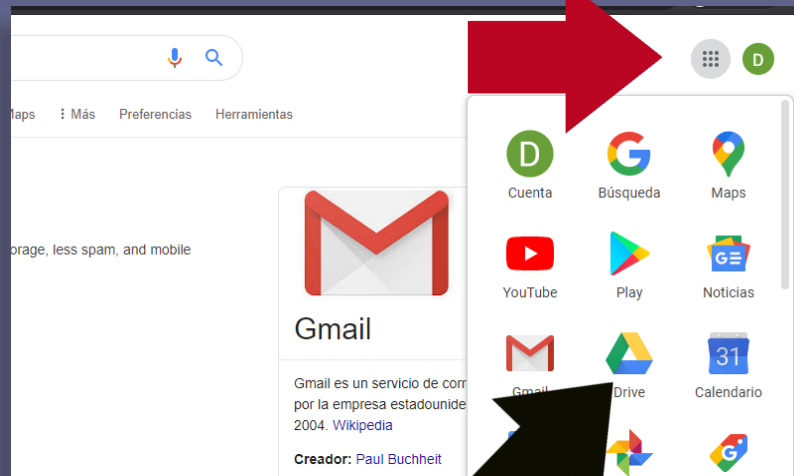 D
Maps Más Preferencias Herramientas
D
Cuenta Búsqueda Maps
orage, less spam, and mobile
G
YouTube Play Noticias
Gmail
31
Gmail Drive Calendario
Gmail es un servicio de corr
por la empresa estadounide
2004. Wikipedia
Creador: Paul Buchheit
G